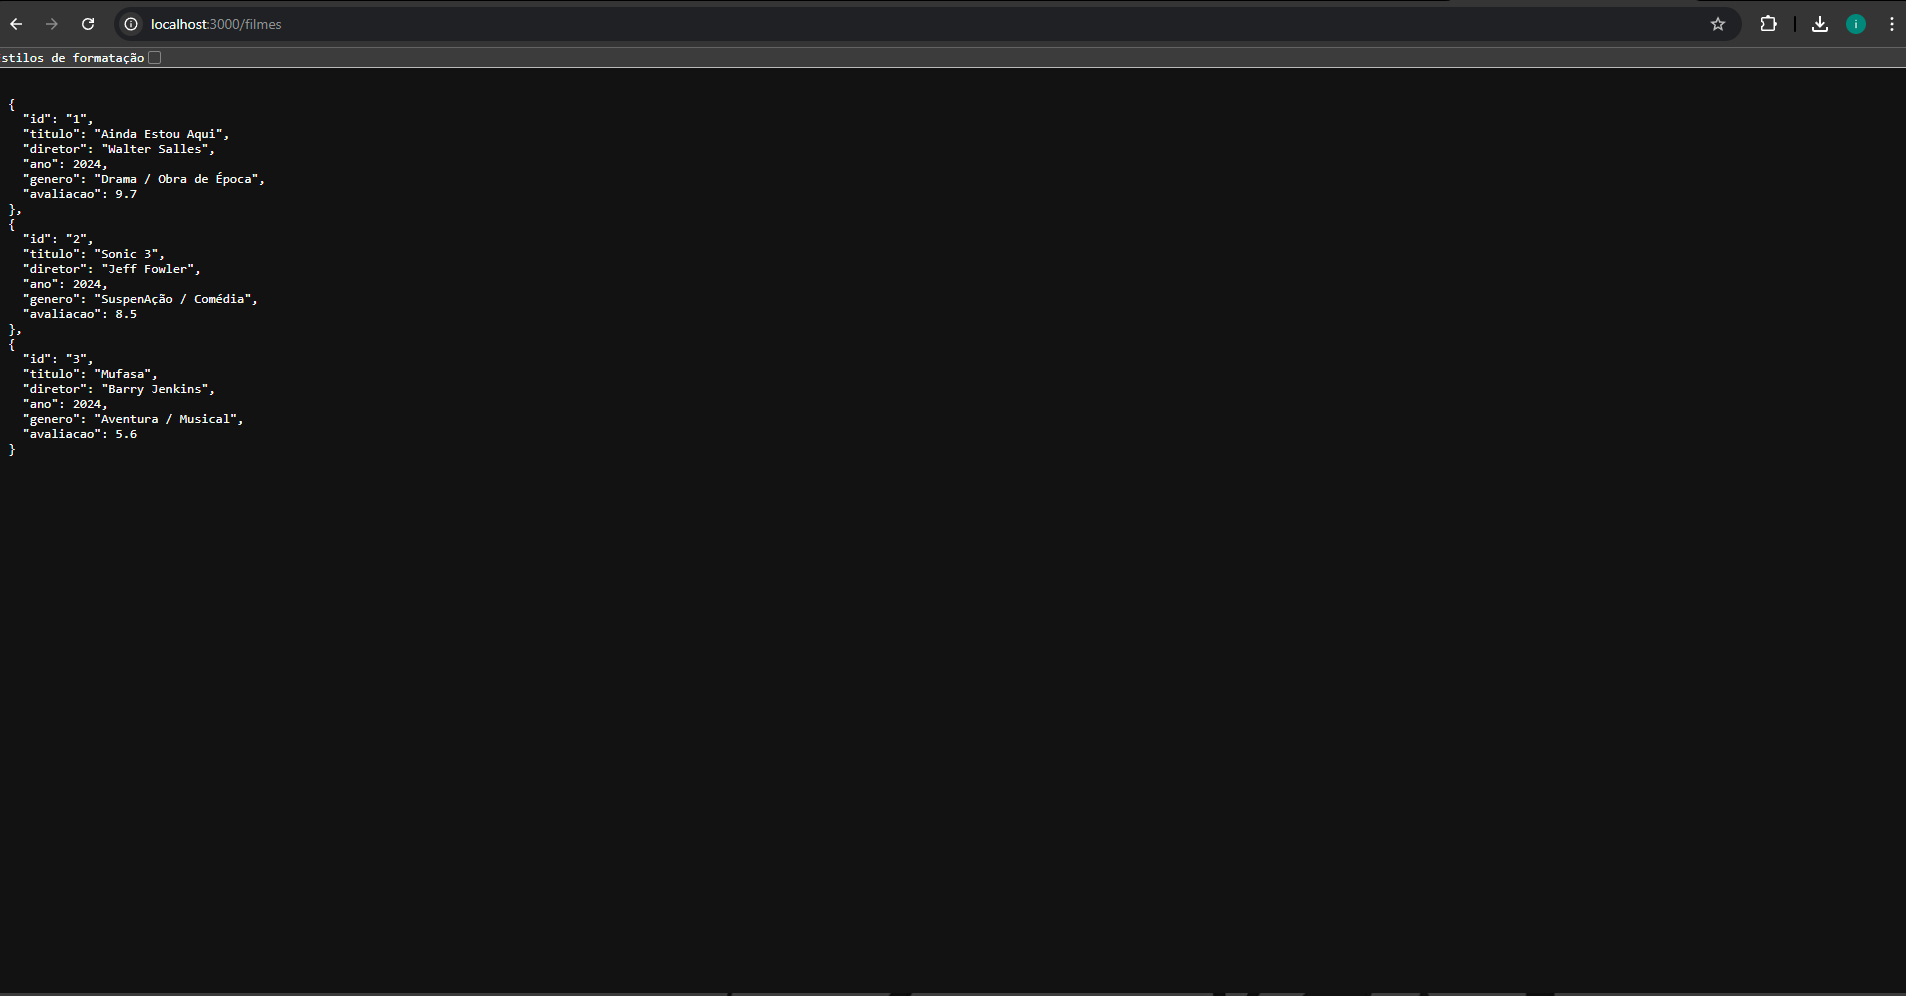 localhost:3000/filmes
i
stilos de formatação
{
  "id": "1",
  "titulo": "Ainda Estou Aqui",
  "diretor": "Walter Salles",
  "ano": 2024,
  "genero": "Drama / Obra de Época",
  "avaliacao": 9.7
},
{
  "id": "2",
  "titulo": "Sonic 3",
  "diretor": "Jeff Fowler",
  "ano": 2024,
  "genero": "SuspenAção / Comédia",
  "avaliacao": 8.5
},
{
  "id": "3",
  "titulo": "Mufasa",
  "diretor": "Barry Jenkins",
  "ano": 2024,
  "genero": "Aventura / Musical",
  "avaliacao": 5.6
}